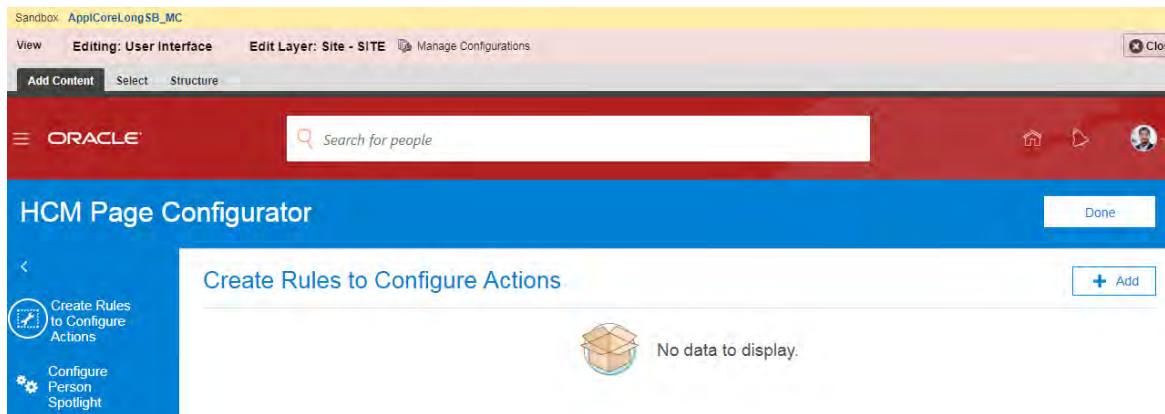 Sandbox ApplCoreLongSB_MC
View Editing: User Interface Edit Layer: Site - SITE Manage Configurations
Add Content Select Structure
ORACLE Search for people
HCM Page Configurator Done
Create Rules to Configure Actions + Add
Create Rules
to Configure
Actions
No data to display.
Configure
Person
Spotlight